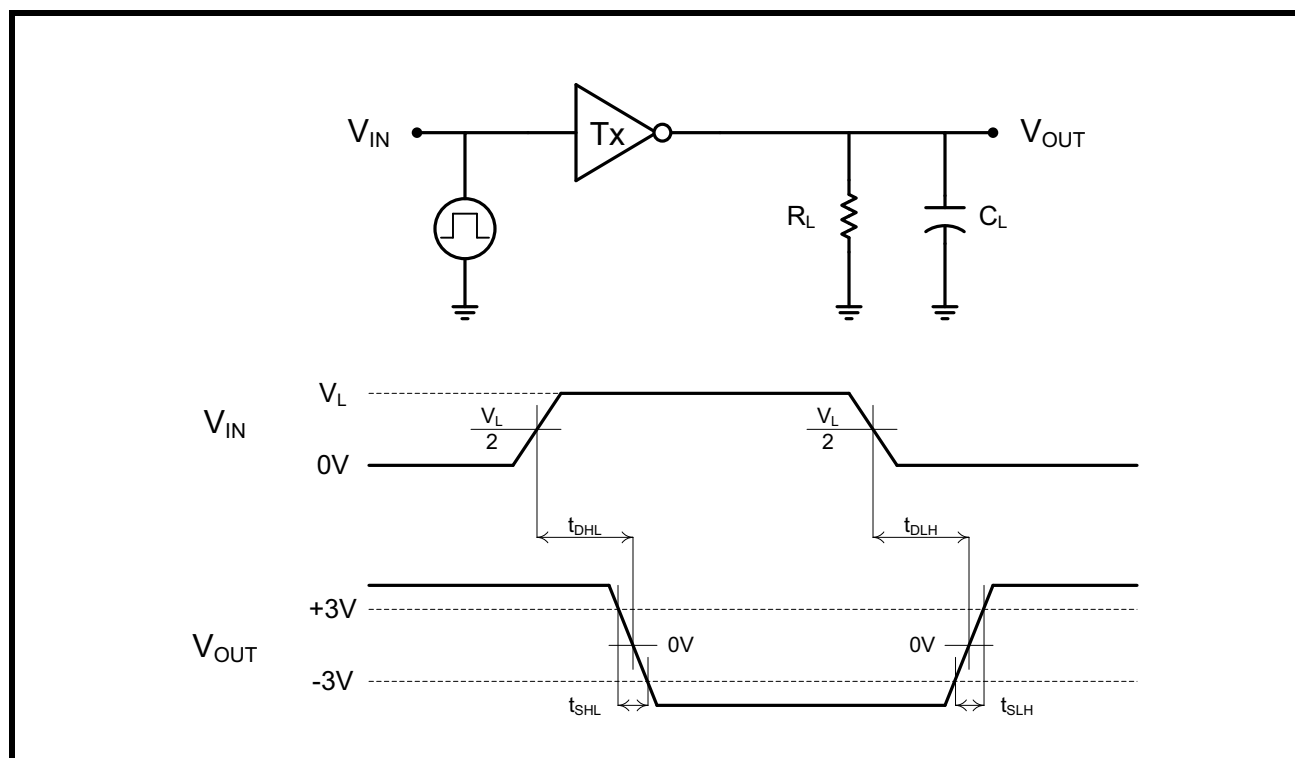 V_IN
Tx
V_OUT
R_L
C_L
V_L
V_IN
V_L
2
V_L
2
0V
t_DHL
t_DLH
+3V
V_OUT
0V
0V
-3V
t_SHL
t_SLH